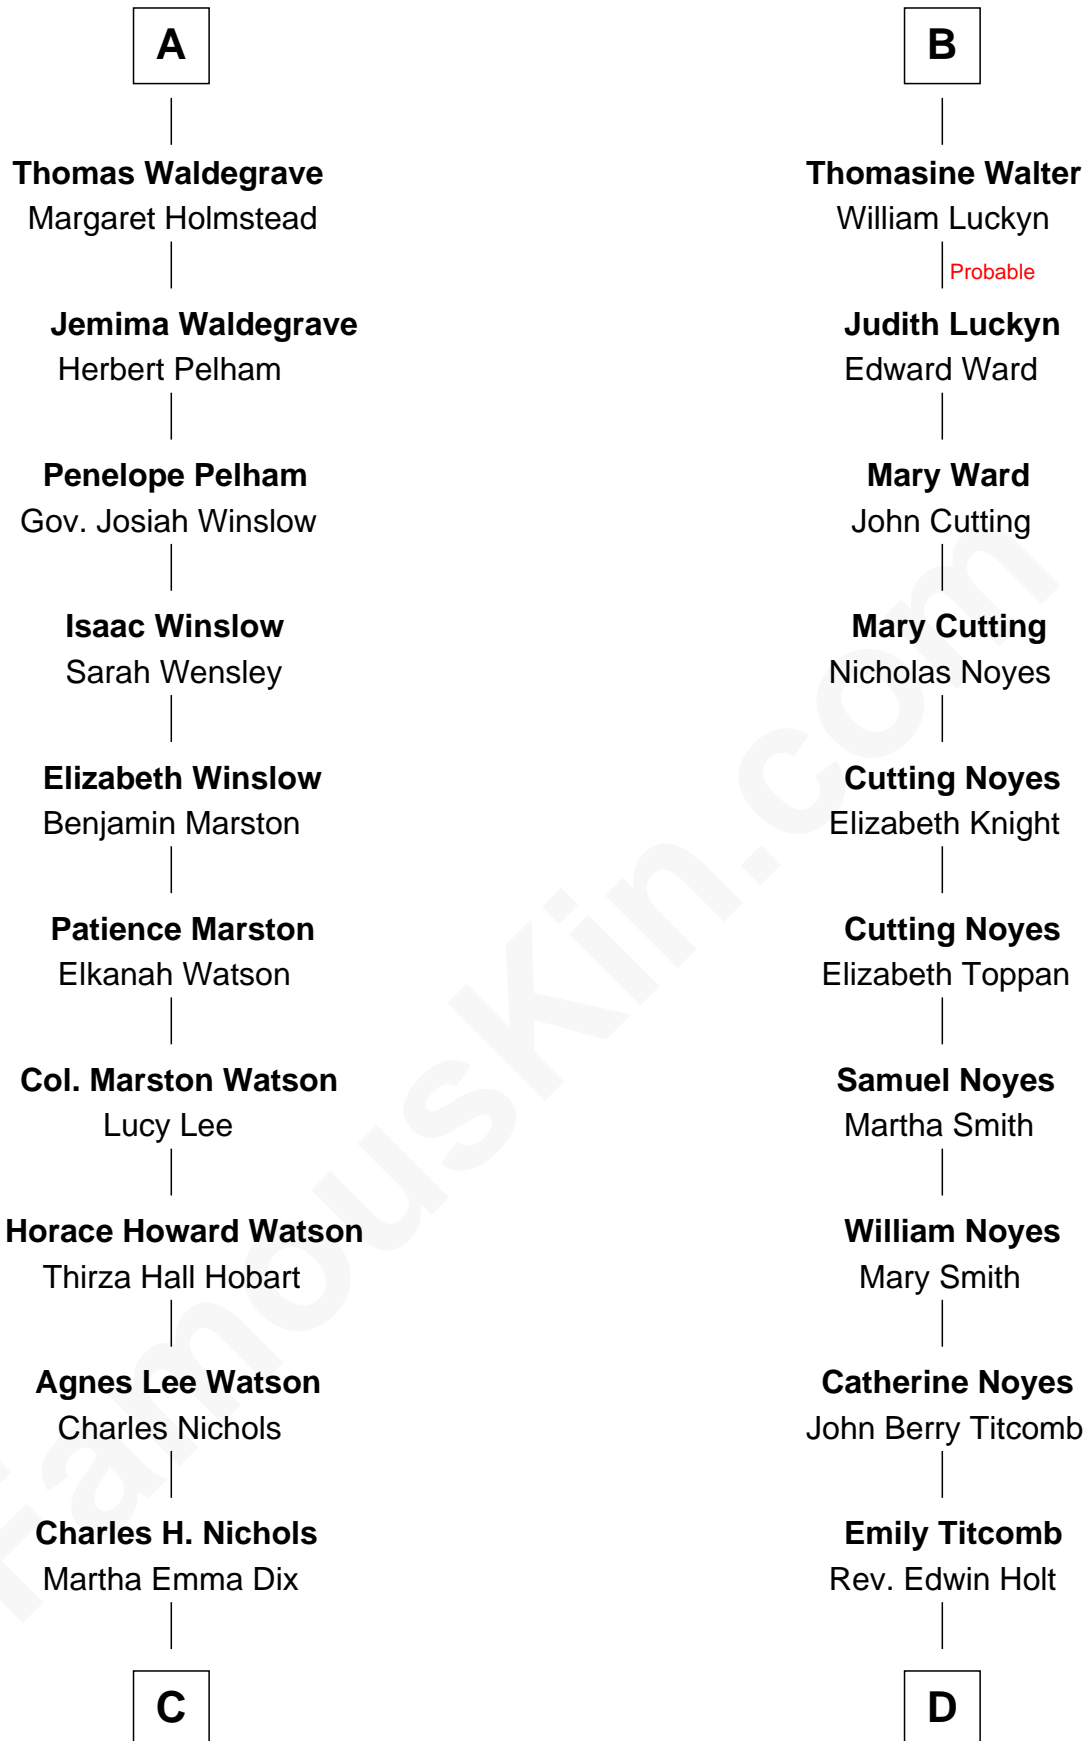 A
Thomas Waldegrave
Margaret Holmstead
Jemima Waldegrave
Herbert Pelham
Penelope Pelham
Gov. Josiah Winslow
Isaac Winslow
Sarah Wensley
Elizabeth Winslow
Benjamin Marston
Patience Marston
Elkanah Watson
Col. Marston Watson
Lucy Lee
Horace Howard Watson
Thirza Hall Hobart
Agnes Lee Watson
Charles Nichols
Charles H. Nichols
Martha Emma Dix
C
B
Thomasine Walter
William Luckyn
Probable
Judith Luckyn
Edward Ward
Mary Ward
John Cutting
Mary Cutting
Nicholas Noyes
Cutting Noyes
Elizabeth Knight
Cutting Noyes
Elizabeth Toppan
Samuel Noyes
Martha Smith
William Noyes
Mary Smith
Catherine Noyes
John Berry Titcomb
Emily Titcomb
Rev. Edwin Holt
D
FamousKin.com